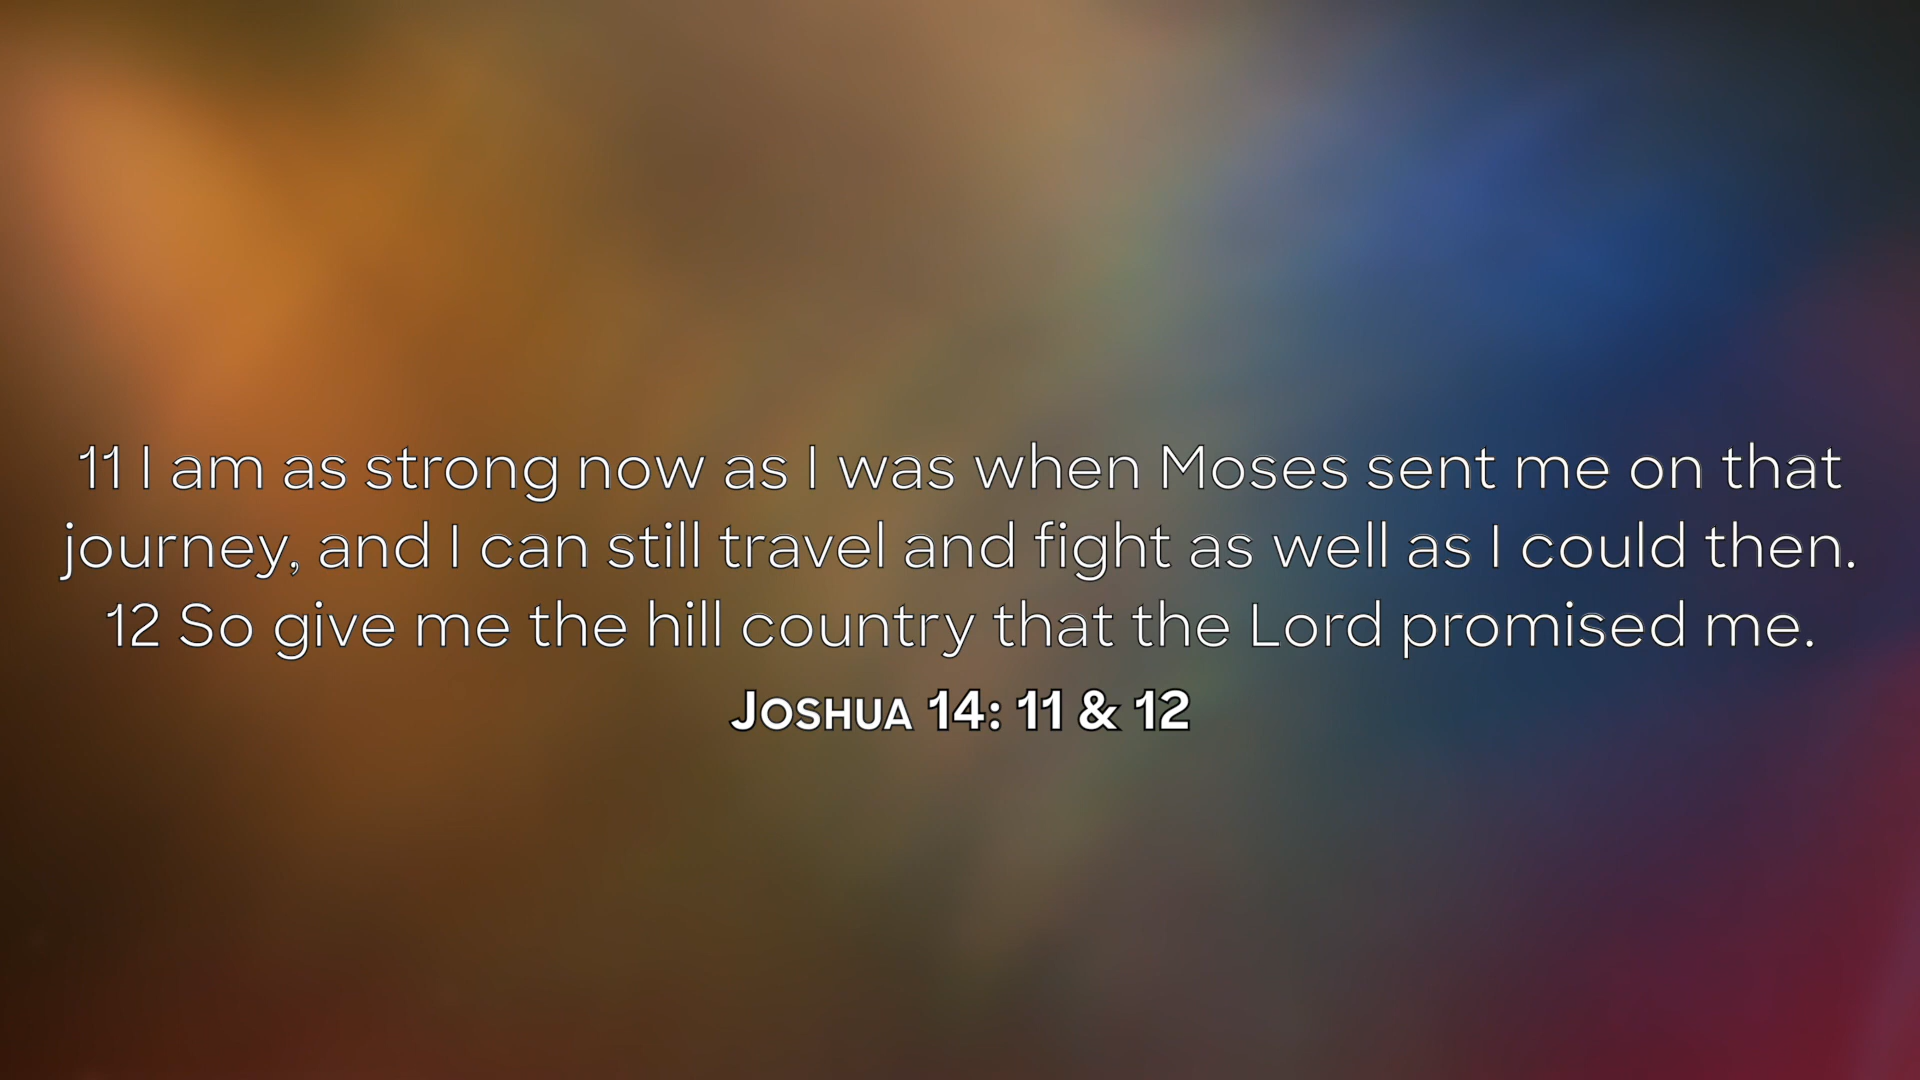 11 I am as strong now as I was when Moses sent me on that
journey, and I can still travel and fight as well as I could then.
12 So give me the hill country that the Lord promised me.
Joshua 14: 11 & 12